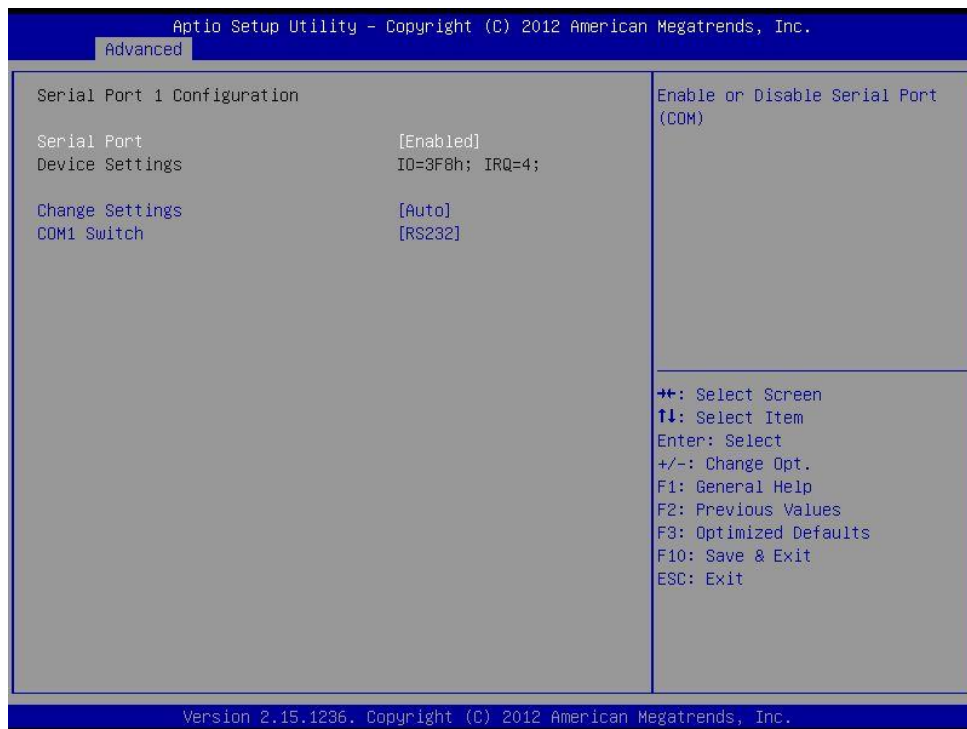 Aptio Setup Utility – Copyright (C) 2012 American Megatrends, Inc.
Advanced
Serial Port 1 Configuration
Serial Port [Enabled]
Device Settings IO=3F8h; IRQ=4;
Change Settings [Auto]
COM1 Switch [RS232]
Enable or Disable Serial Port
(COM)
→←: Select Screen
↑↓: Select Item
Enter: Select
+/-: Change Opt.
F1: General Help
F2: Previous Values
F3: Optimized Defaults
F10: Save & Exit
ESC: Exit
Version 2.15.1236. Copyright (C) 2012 American Megatrends, Inc.